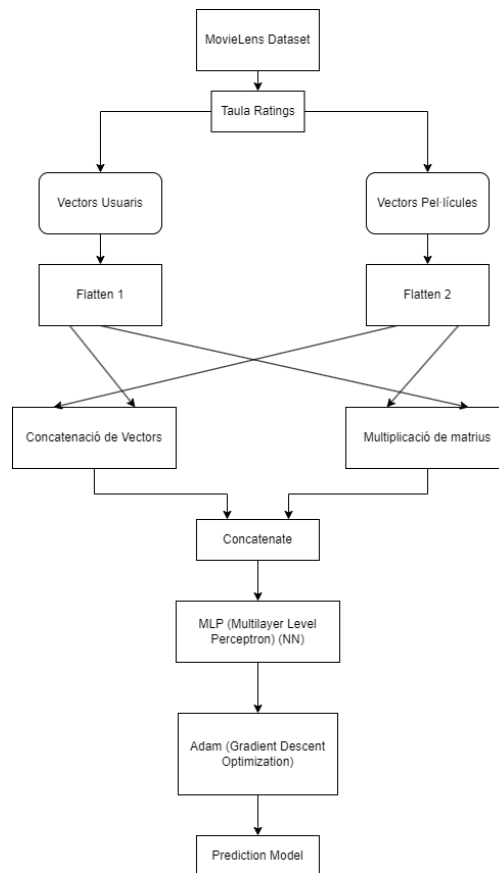 MovieLens Dataset
Taula Ratings
Vectors Usuaris
Vectors Pel·lícules
Flatten 1
Flatten 2
Concatenació de Vectors
Multiplicació de matrius
Concatenate
MLP (Multilayer Level
Perceptron) (NN)
Adam (Gradient Descent
Optimization)
Prediction Model